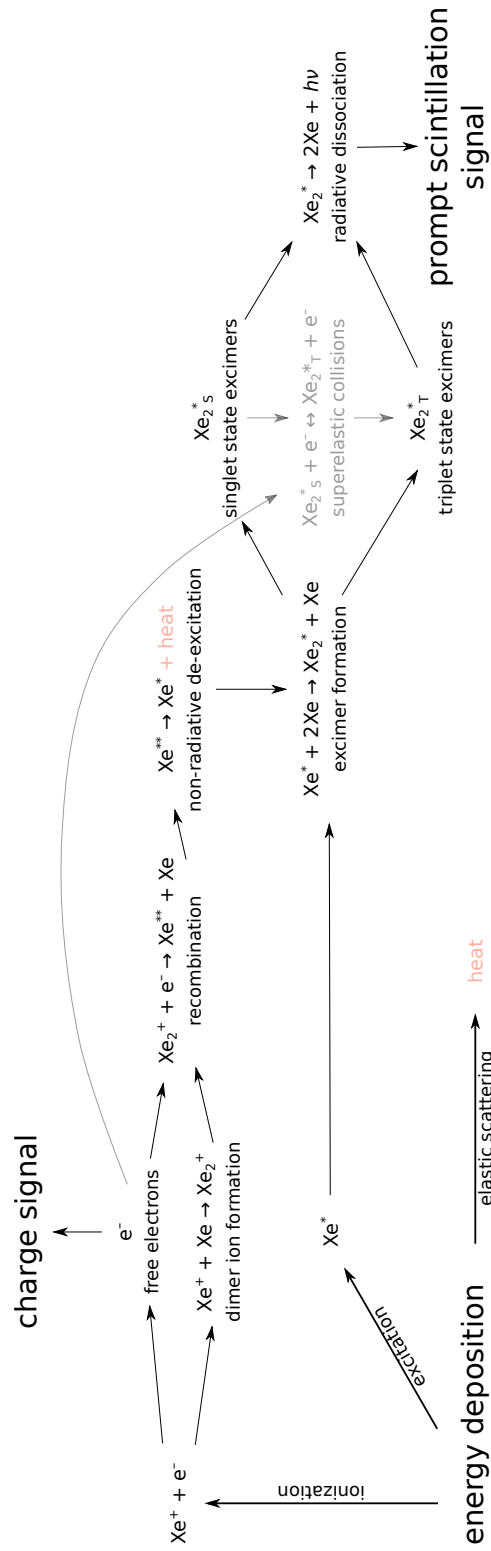 charge signal
e⁻
free electrons
Xe⁺ + e⁻
Xe⁺ + Xe → Xe₂⁺
dimer ion formation
Xe₂⁺ + e⁻ → Xe** + Xe
recombination
Xe** → Xe* + heat
non-radiative de-excitation
Xe₂*S
singlet state excimers
ionization
excitation
Xe*
Xe* + 2Xe → Xe₂* + Xe
excimer formation
Xe₂*S + e⁻ ↔ Xe₂*T + e⁻
superelastic collisions
Xe₂* → 2Xe + hν
radiative dissociation
Xe₂*T
triplet state excimers
energy deposition
elastic scattering
heat
prompt scintillation
signal